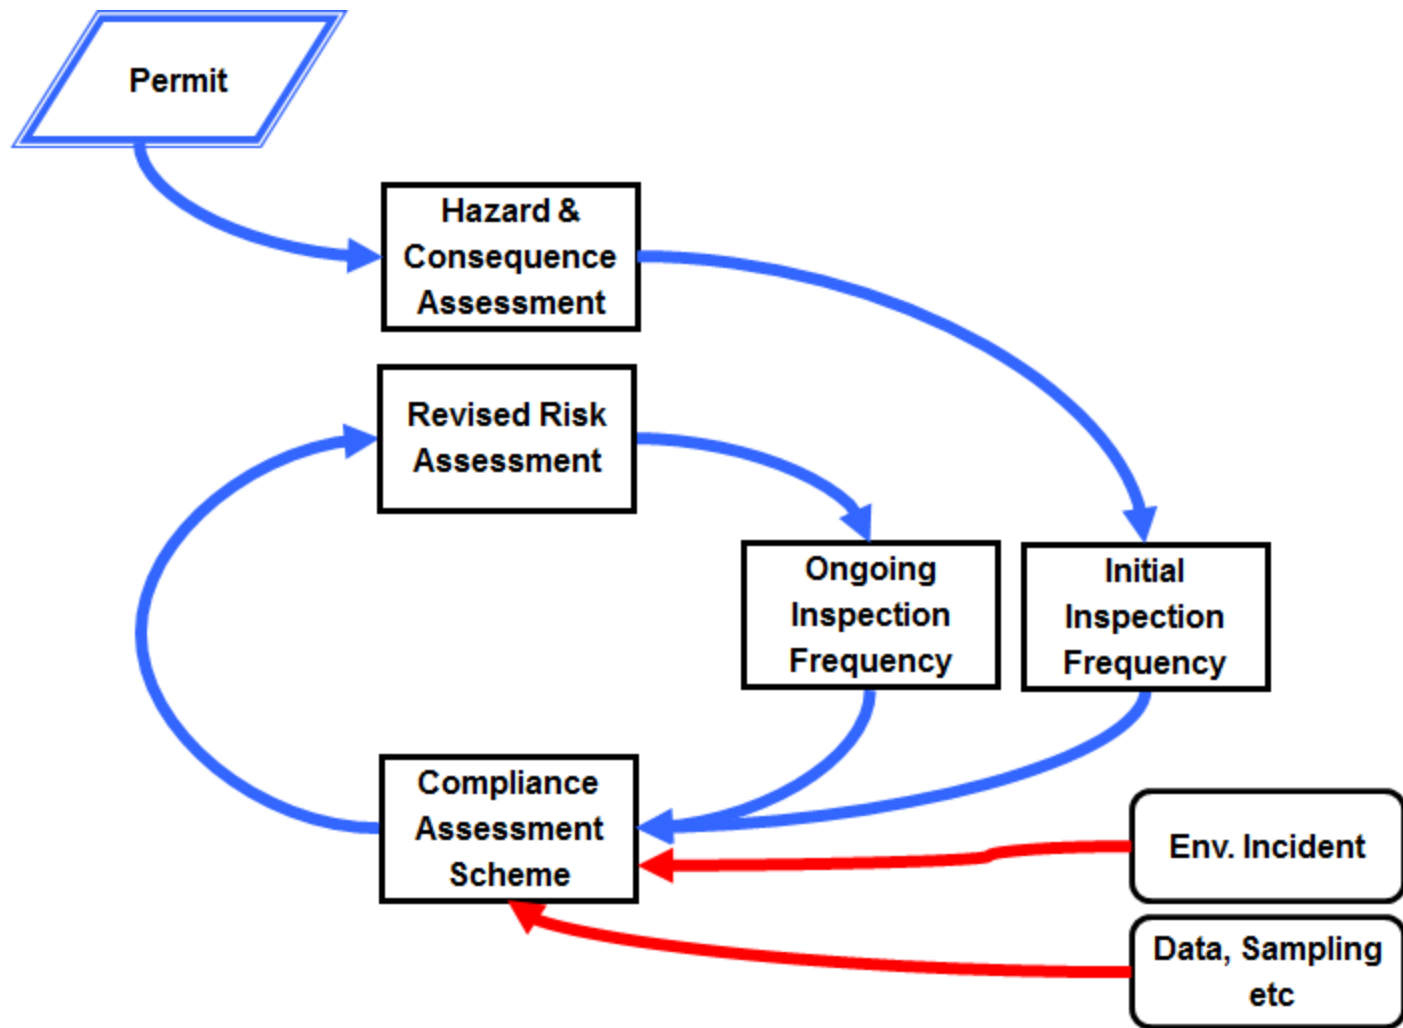 Permit
Hazard &
Consequence
Assessment
Revised Risk
Assessment
Ongoing
Inspection
Frequency
Initial
Inspection
Frequency
Compliance
Assessment
Scheme
Env. Incident
Data, Sampling
etc